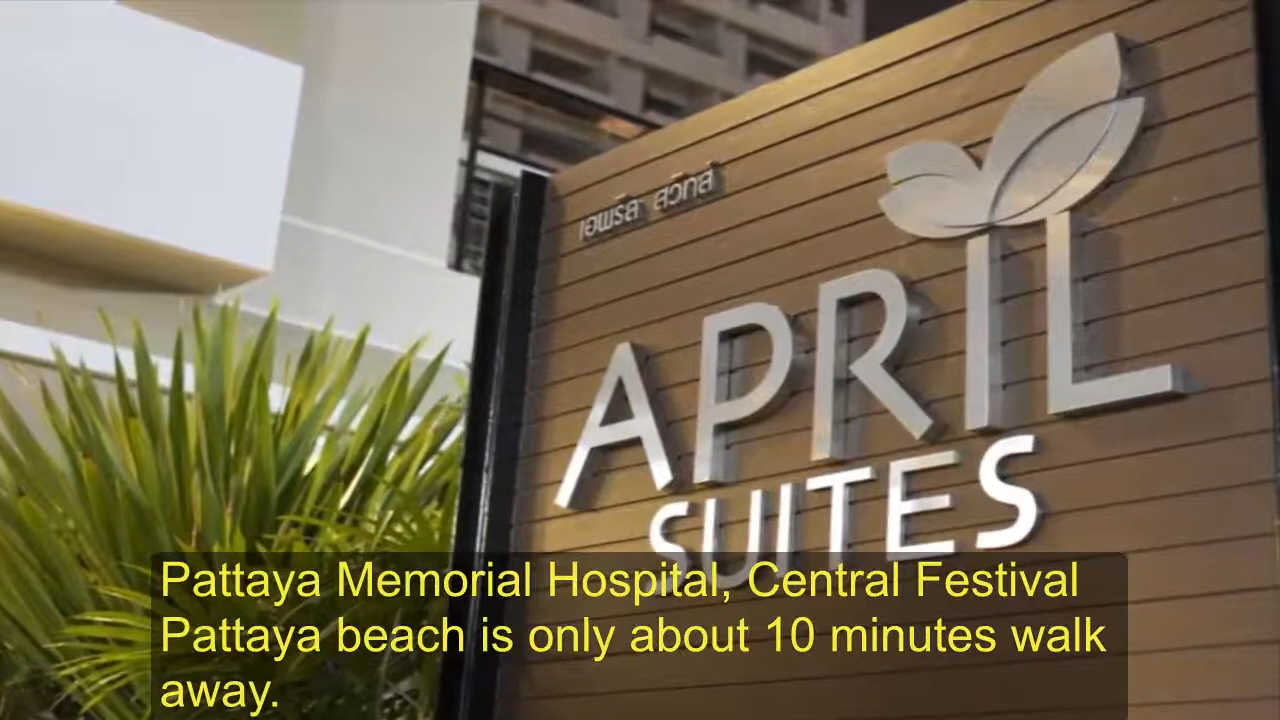 เอพริล สวีทส์
APRIL
SUITES
Pattaya Memorial Hospital, Central Festival
Pattaya beach is only about 10 minutes walk
away.